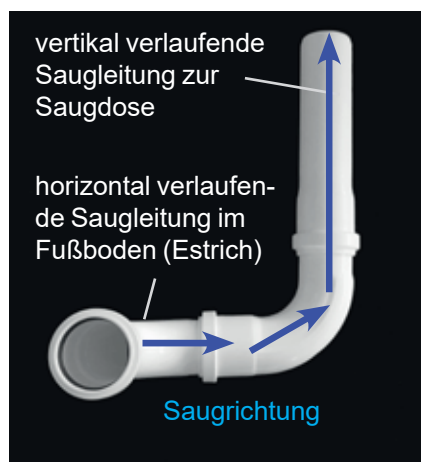 vertikal verlaufende
Saugleitung zur
Saugdose
horizontal verlaufen-
de Saugleitung im
Fußboden (Estrich)
Saugrichtung